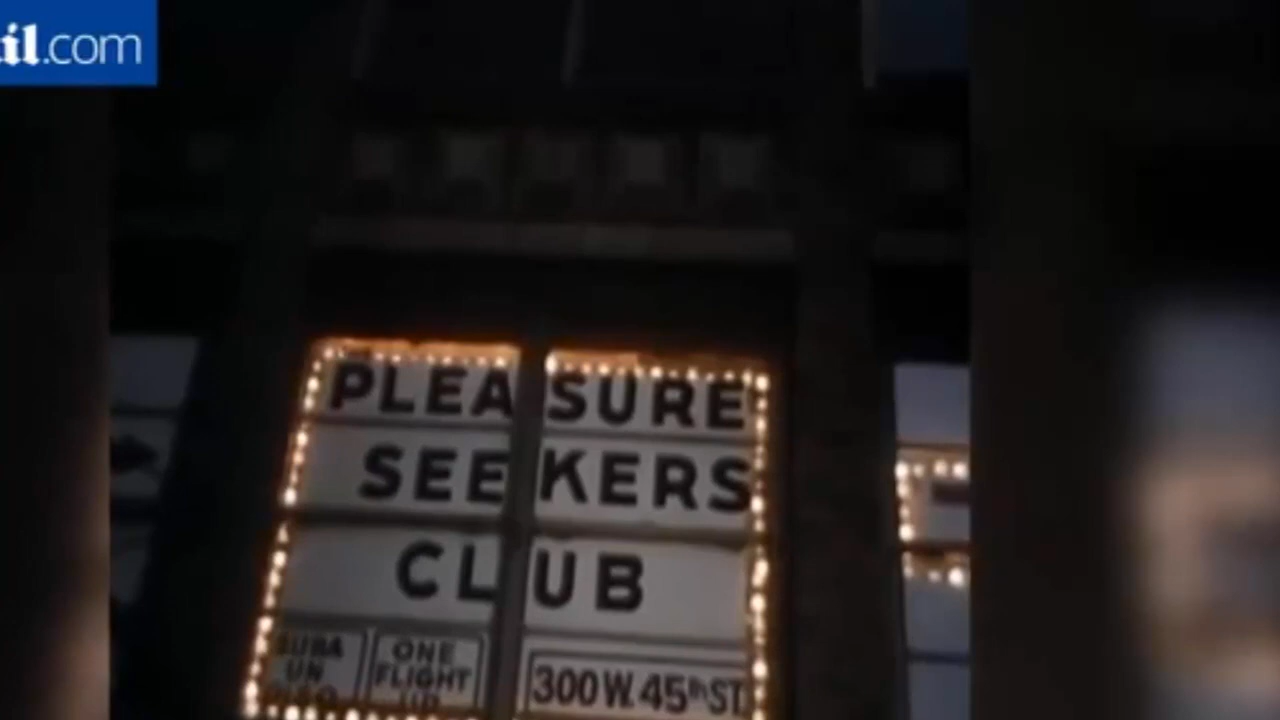 il.com
PLEASURE
SEEKERS
CLUB
SUBA
UN
ONE
FLIGHT
UP
300 W. 45th ST.